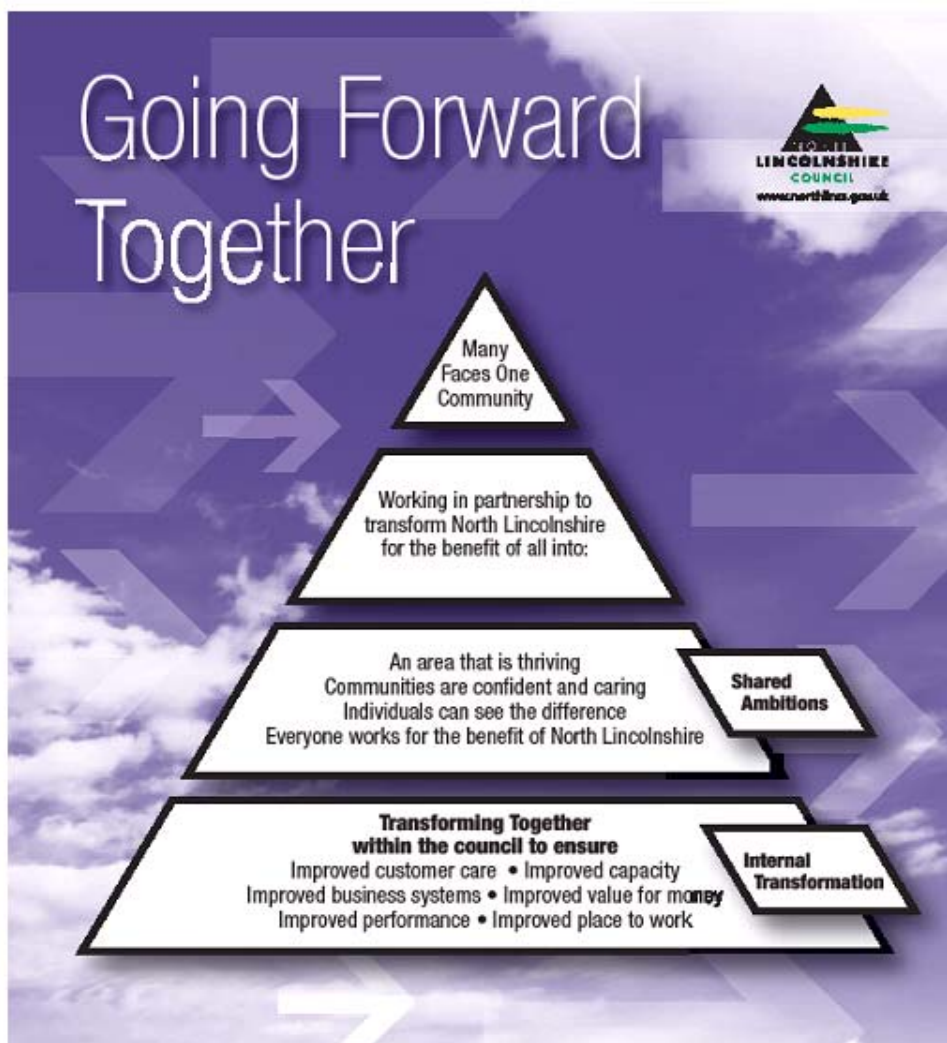 Going Forward
Together
LINCOLNSHIRE
COUNCIL
www.northlincs.gov.uk
Many
Faces One
Community
Working in partnership to
transform North Lincolnshire
for the benefit of all into:
An area that is thriving
Communities are confident and caring
Individuals can see the difference
Everyone works for the benefit of North Lincolnshire
Shared
Ambitions
Transforming Together
within the council to ensure
Improved customer care • Improved capacity
Improved business systems • Improved value for money
Improved performance • Improved place to work
Internal
Transformation